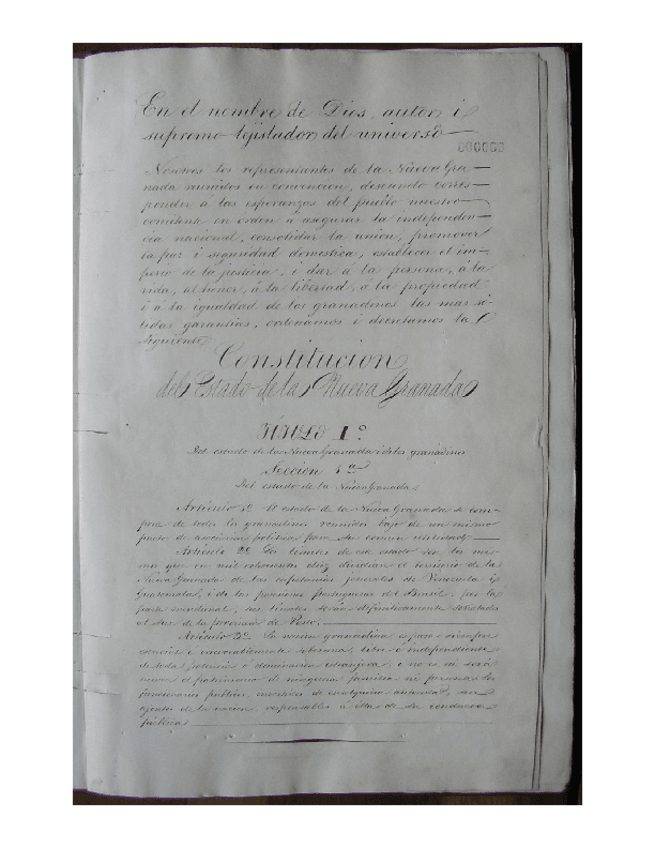 En el nombre de Dios, autor i
supremo lejislador del universo
000000
Nosotros los representantes de la Nueva Gra-
nada reunidos en convencion, deseando corres-
ponder á las esperanzas del pueblo nuestro
comitente en orden á asegurar la independen-
cia nacional, consolidar la union, promover
la paz i seguridad domestica, establecer el im-
perio de la justicia, i dar á la persona, á la
vida, al honor, á la libertad, á la propiedad
i á la igualdad de los granadinos las mas só-
lidas garantías, ordenamos i decretamos la
siguiente
Constitucion
del Estado de la Nueva Granada
TÍTULO 1º
Del estado de la Nueva Granada i de los granadinos
Seccion 1ª
Del estado de la Nueva Granada
Artículo 1º El estado de la Nueva Granada se com-
pone de todos los granadinos reunidos bajo de un mismo
pacto de asociacion política para su comun utilidad
Artículo 2º Los límites de este estado son los mis-
mos que en mil ochocientos diez dividian el territorio de la
Nueva Granada de las capitanías jenerales de Venezuela i
Guatemala, i de las posesiones portuguesas del Brasil: por la
parte meridional, sus límites serán definitivamente señalados
al sur de la provincia de Pasto.
Artículo 3º La nacion granadina es para siempre
esencial é irrevocablemente soberana, libre é independiente
de toda potencia ó dominacion estranjera, i no es ni será
nunca el patrimonio de ninguna familia ni persona: los
funcionarios públicos, investidos de cualquiera autoridad, son
agentes de la nacion, responsables á ella de su conducta
pública